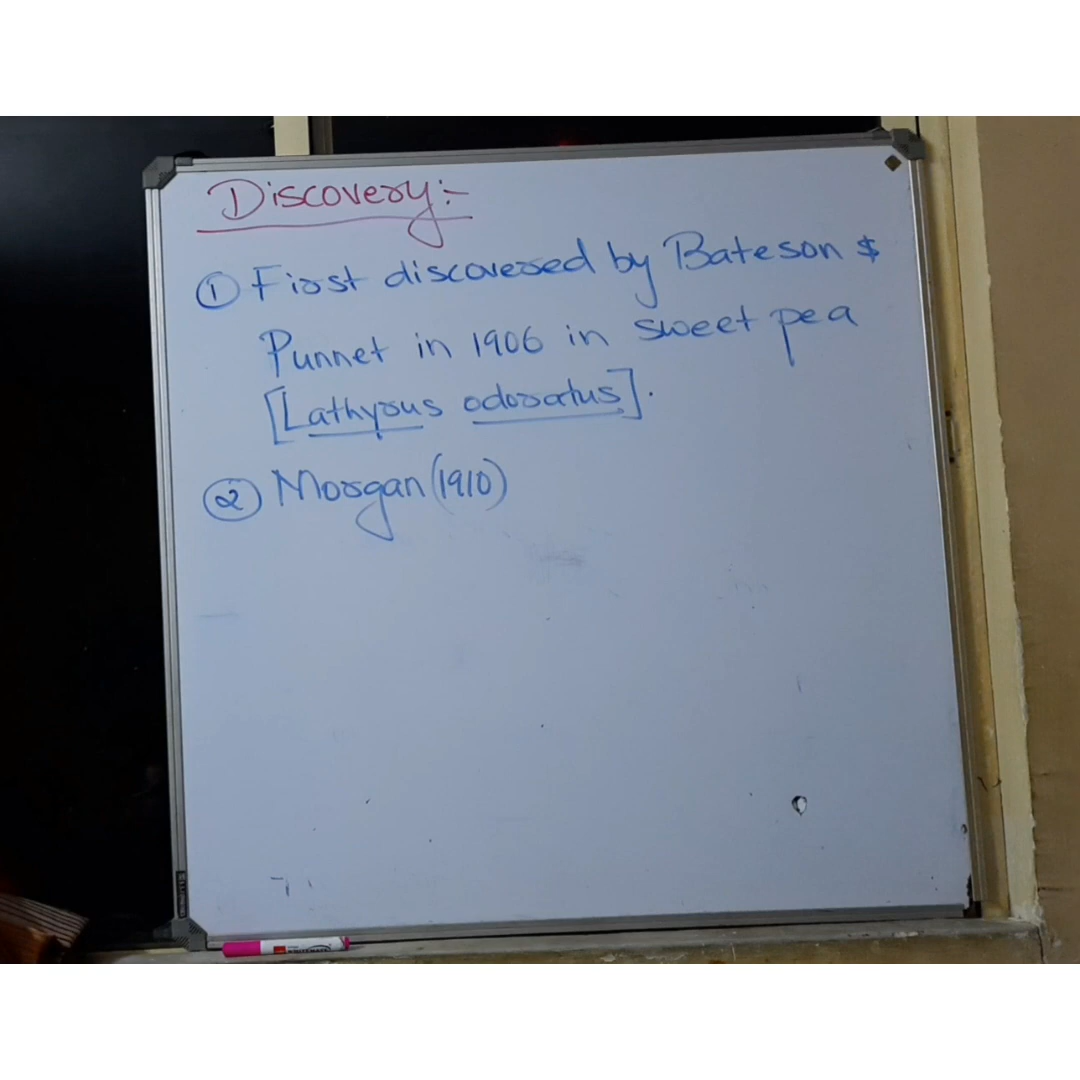 Discovery:-
① First discovered by Bateson &
Punnet in 1906 in sweet pea
[Lathyrus odoratus].
② Morgan (1910)